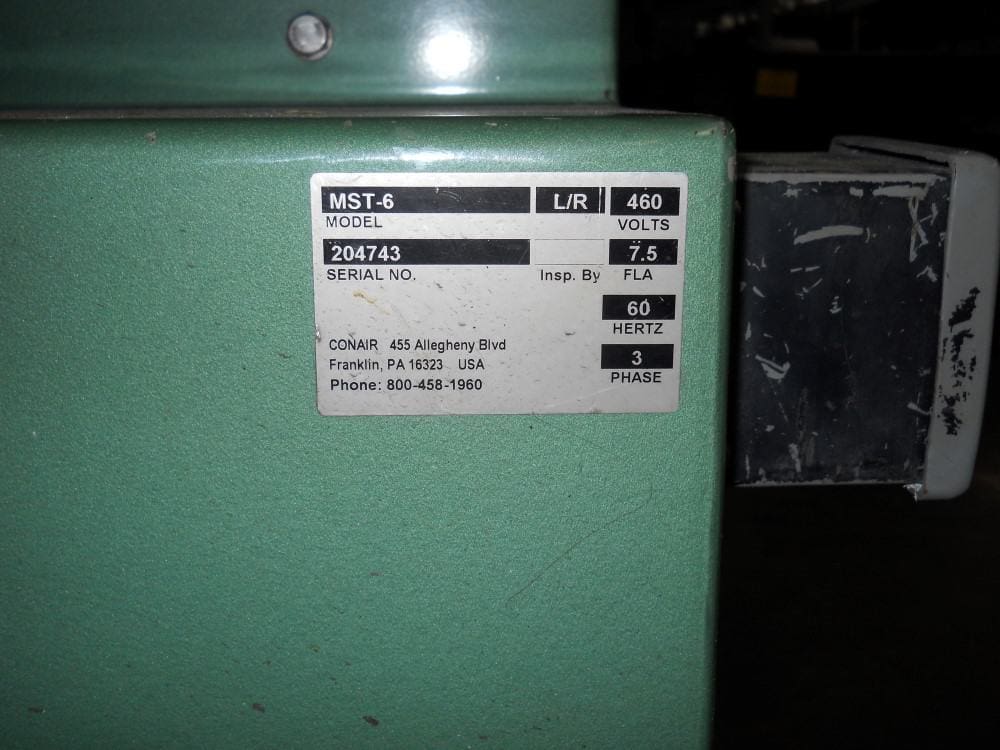 MST-6 L/R 460
MODEL VOLTS
204743 7.5
SERIAL NO. Insp. By FLA
60
HERTZ
CONAIR 455 Allegheny Blvd
Franklin, PA 16323 USA
3
Phone: 800-458-1960
PHASE